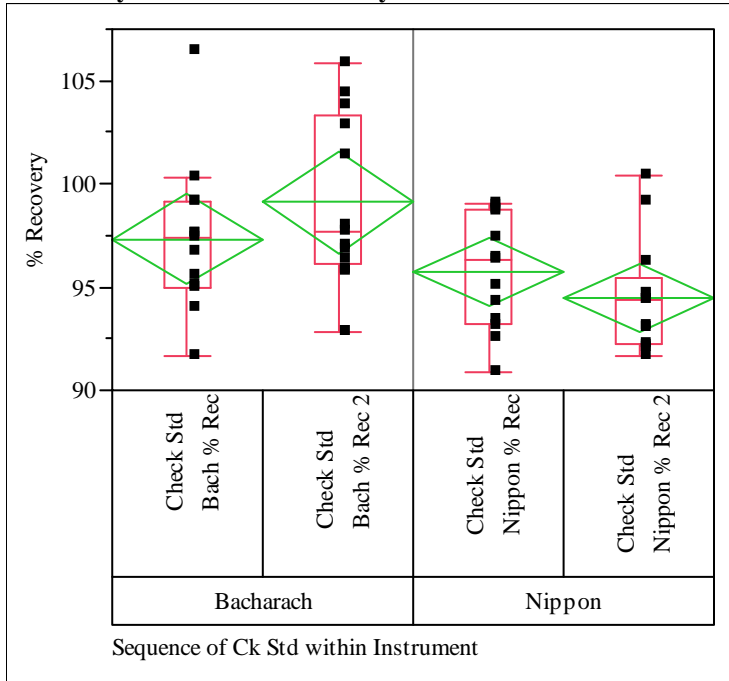 % Recovery
105
100
95
90
Check Std
Bach % Rec
Check Std
Bach % Rec 2
Check Std
Nippon % Rec
Check Std
Nippon % Rec 2
Bacharach
Nippon
Sequence of Ck Std within Instrument